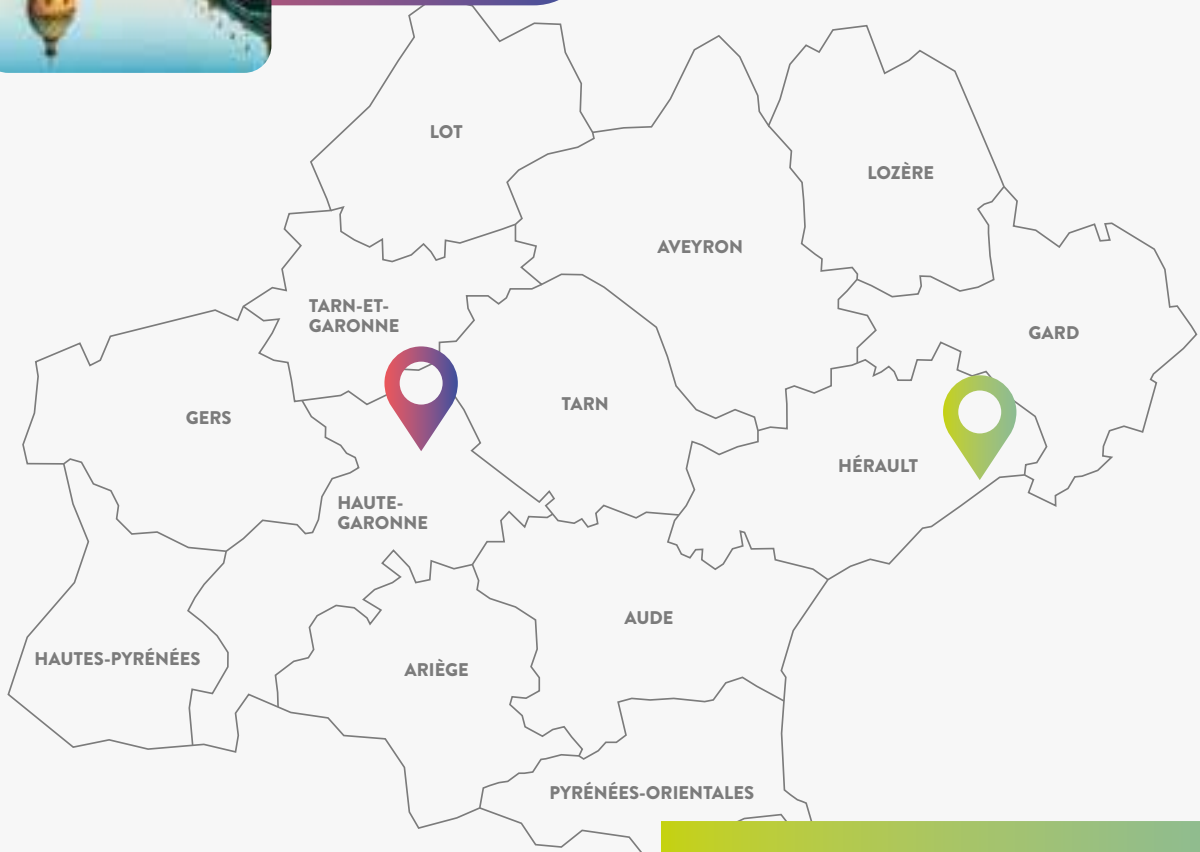 LOT
LOZÈRE
AVEYRON
TARN-ET-
GARONNE
GARD
TARN
GERS
HÉRAULT
HAUTE-
GARONNE
AUDE
HAUTES-PYRÉNÉES
ARIÈGE
PYRÉNÉES-ORIENTALES